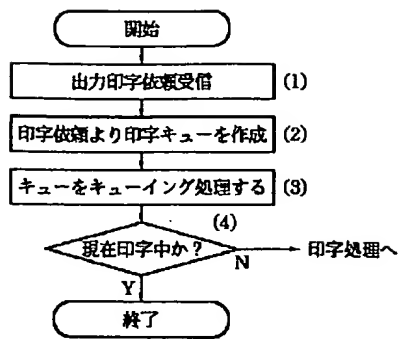 開始
出力印字依頼受信 (1)
印字依頼より印字キューを作成 (2)
キューをキューイング処理する (3)
(4)
現在印字中か？
N 印字処理へ
Y
終了